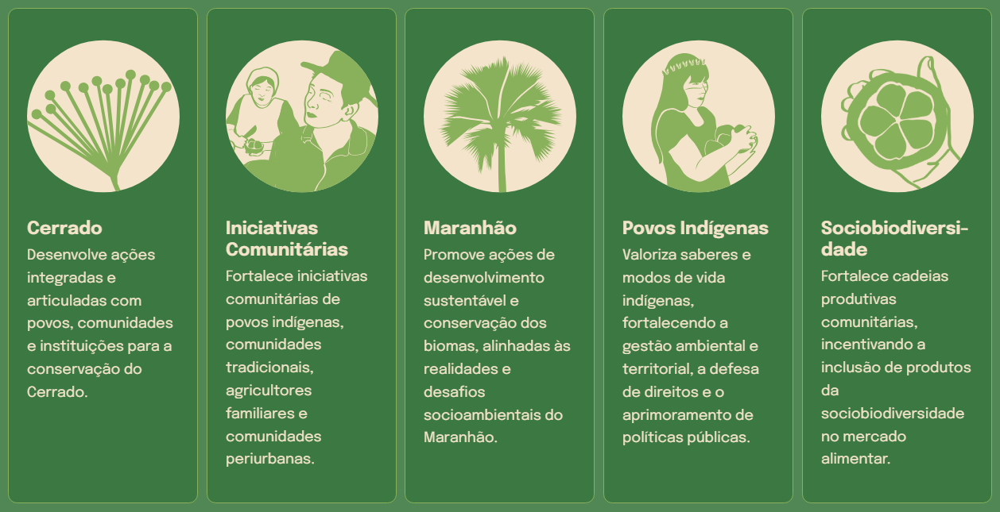 Cerrado
Desenvolve ações
integradas e
articuladas com
povos, comunidades
e instituições para a
conservação do
Cerrado.
Iniciativas
Comunitárias
Fortalece iniciativas
comunitárias de
povos indígenas,
comunidades
tradicionais,
agricultores
familiares e
comunidades
periurbanas.
Maranhão
Promove ações de
desenvolvimento
sustentável e
conservação dos
biomas, alinhadas às
realidades e
desafios
socioambientais do
Maranhão.
Povos Indígenas
Valoriza saberes e
modos de vida
indígenas,
fortalecendo a
gestão ambiental e
territorial, a defesa
de direitos e o
aprimoramento de
políticas públicas.
Sociobiodiversi-
dade
Fortalece cadeias
produtivas
comunitárias,
incentivando a
inclusão de produtos
da
sociobiodiversidade
no mercado
alimentar.